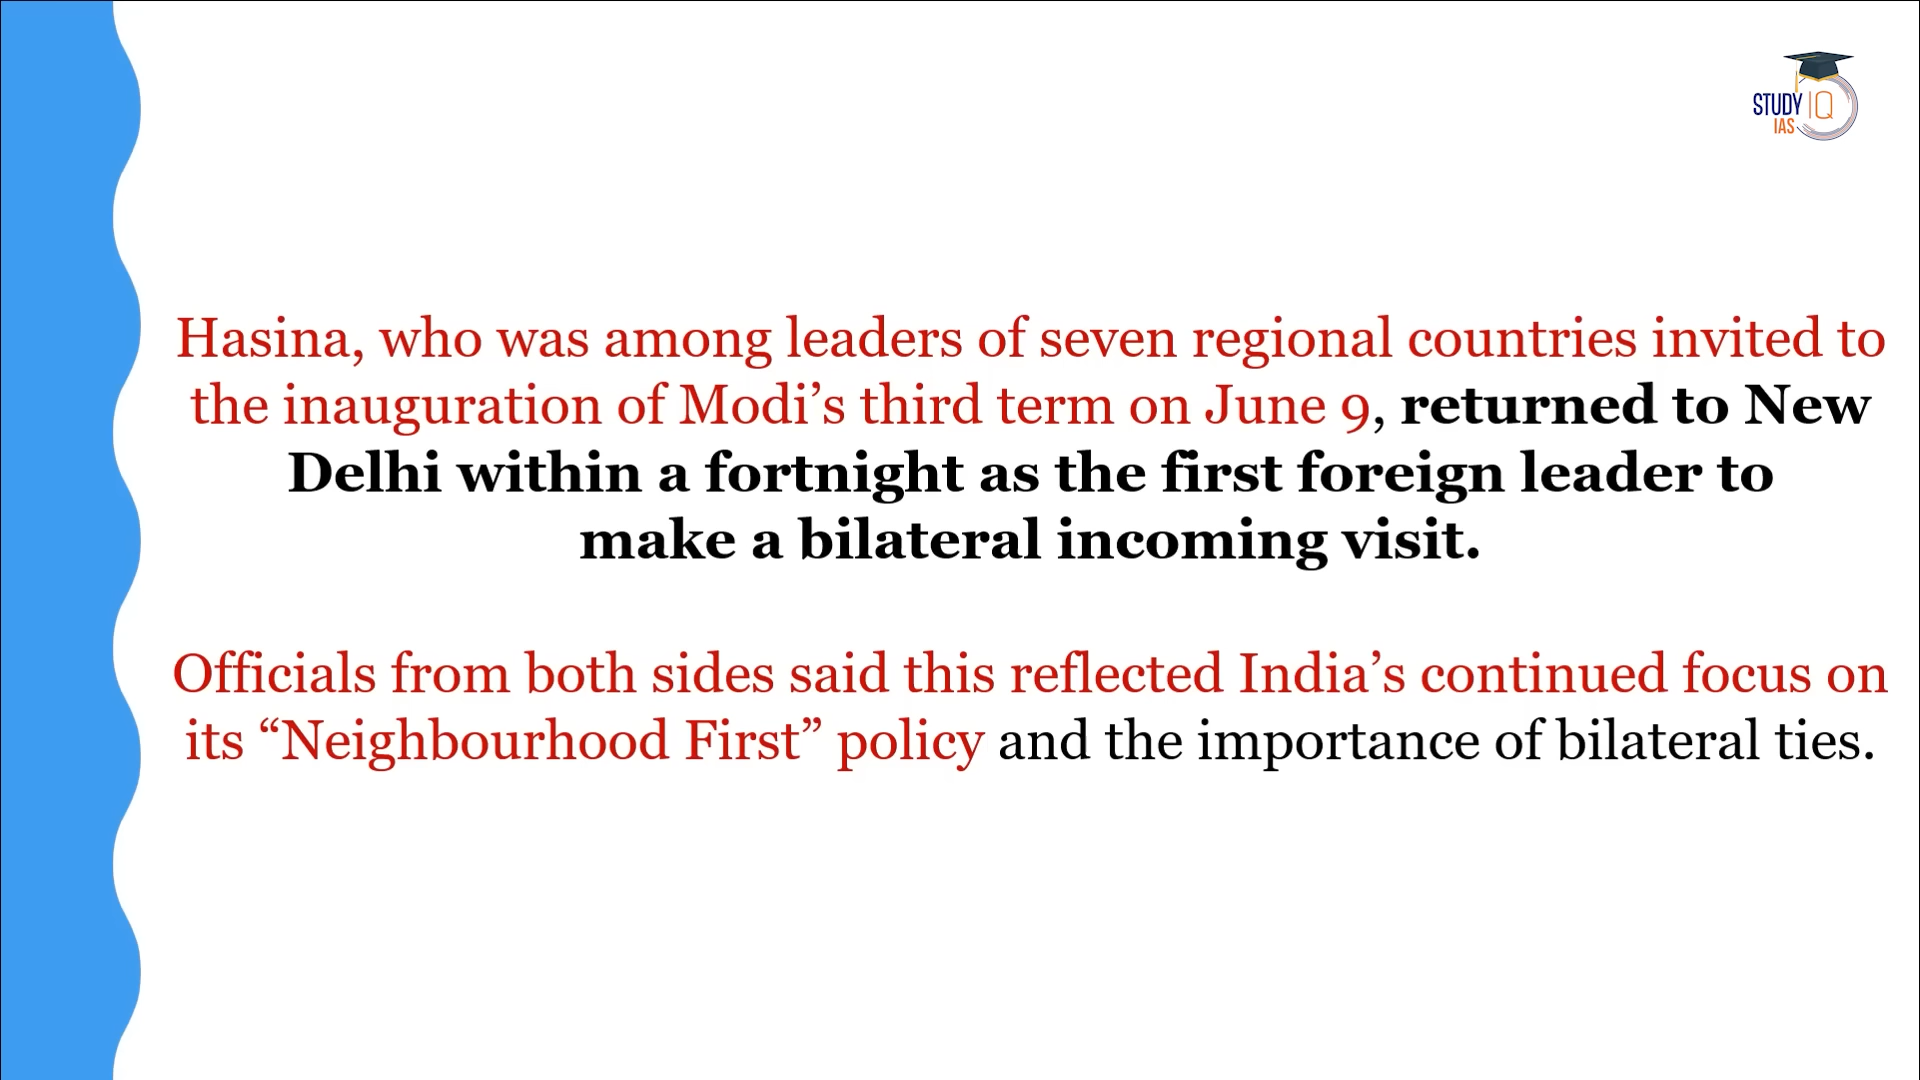 STUDY IQ
IAS
Hasina, who was among leaders of seven regional countries invited to
the inauguration of Modi’s third term on June 9, returned to New
Delhi within a fortnight as the first foreign leader to
make a bilateral incoming visit.
Officials from both sides said this reflected India’s continued focus on
its “Neighbourhood First” policy and the importance of bilateral ties.